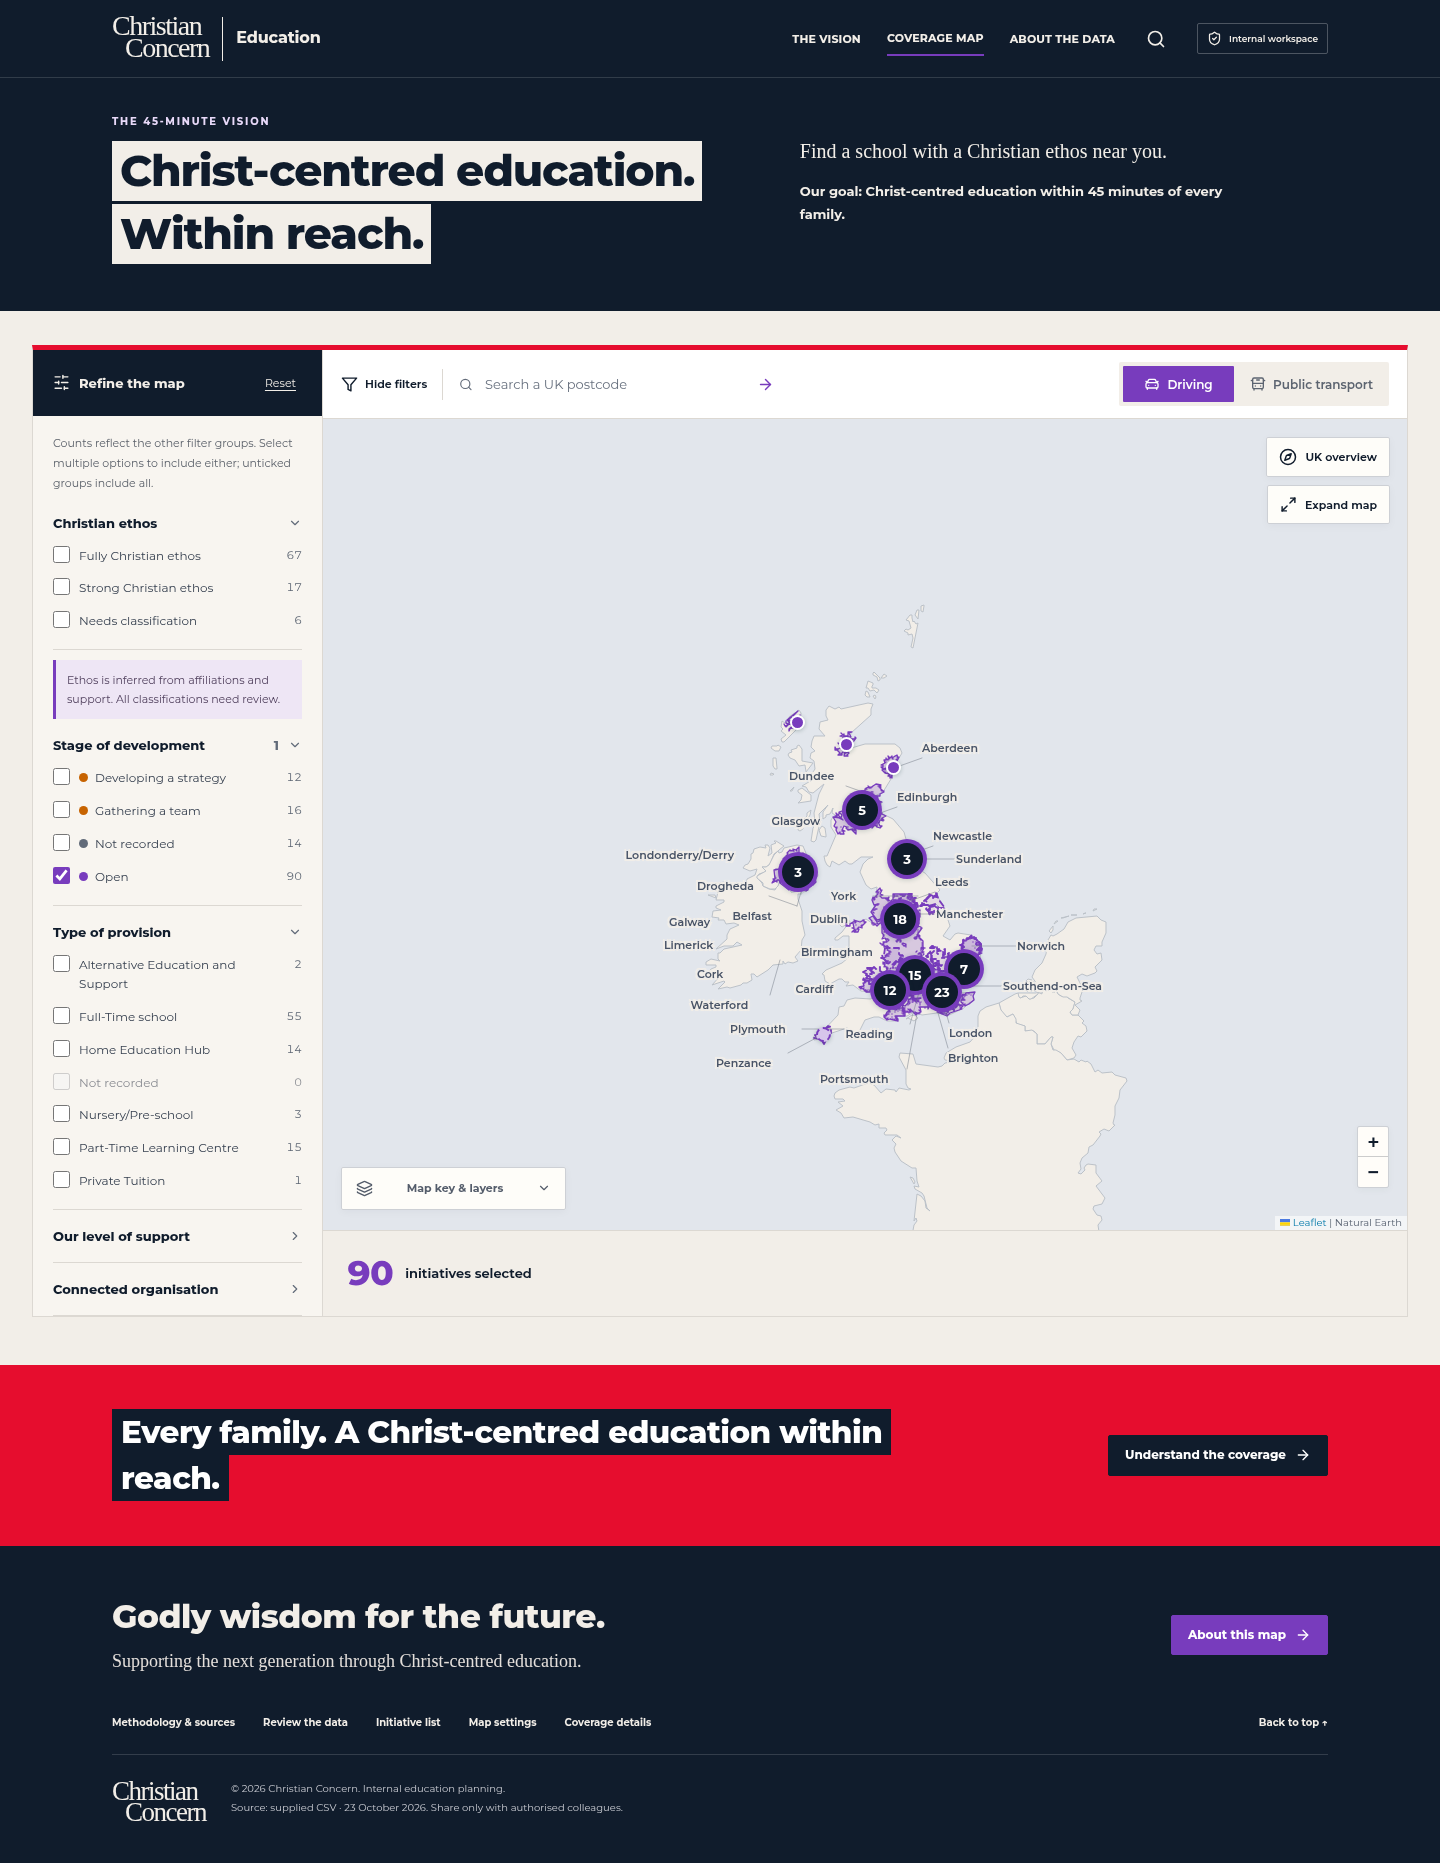 Christian
Concern
Education
THE VISION
COVERAGE MAP
ABOUT THE DATA
Internal workspace
THE 45-MINUTE VISION
Christ-centred education.
Within reach.
Find a school with a Christian ethos near you.
Our goal: Christ-centred education within 45 minutes of every
family.
Refine the map
Reset
Hide filters
Search a UK postcode
Driving
Public transport
Counts reflect the other filter groups. Select
multiple options to include either; unticked
groups include all.
Christian ethos
Fully Christian ethos 67
Strong Christian ethos 17
Needs classification 6
Ethos is inferred from affiliations and
support. All classifications need review.
Stage of development 1
Developing a strategy 12
Gathering a team 16
Not recorded 14
Open 90
Type of provision
Alternative Education and
Support 2
Full-Time school 55
Home Education Hub 14
Not recorded 0
Nursery/Pre-school 3
Part-Time Learning Centre 15
Private Tuition 1
Our level of support
Connected organisation
UK overview
Expand map
Aberdeen
Dundee
Edinburgh
5
Glasgow
Newcastle
Londonderry/Derry
3
Sunderland
3
Leeds
Drogheda
York
Belfast
Dublin
18
Manchester
Galway
Limerick
Birmingham
Norwich
Cork
15
7
Cardiff
12
23
Southend-on-Sea
Waterford
Plymouth
Reading
London
Penzance
Brighton
Portsmouth
+
−
Map key & layers
Leaflet | Natural Earth
90 initiatives selected
Every family. A Christ-centred education within
reach.
Understand the coverage →
Godly wisdom for the future.
Supporting the next generation through Christ-centred education.
About this map →
Methodology & sources
Review the data
Initiative list
Map settings
Coverage details
Back to top ↑
Christian
Concern
© 2026 Christian Concern. Internal education planning.
Source: supplied CSV · 23 October 2026. Share only with authorised colleagues.